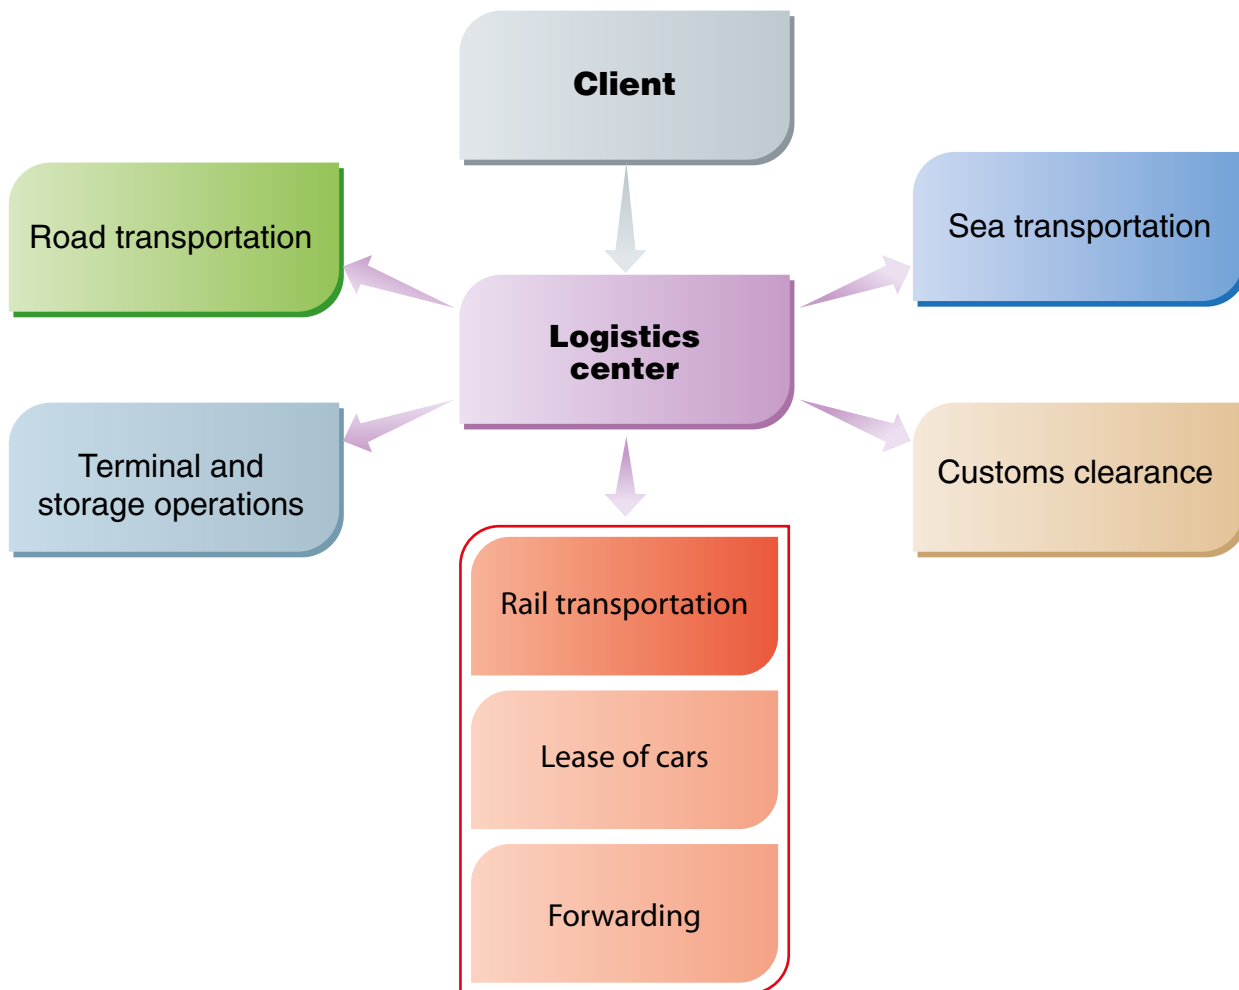 Client
Road transportation
Sea transportation
Logistics
center
Terminal and
storage operations
Customs clearance
Rail transportation
Lease of cars
Forwarding